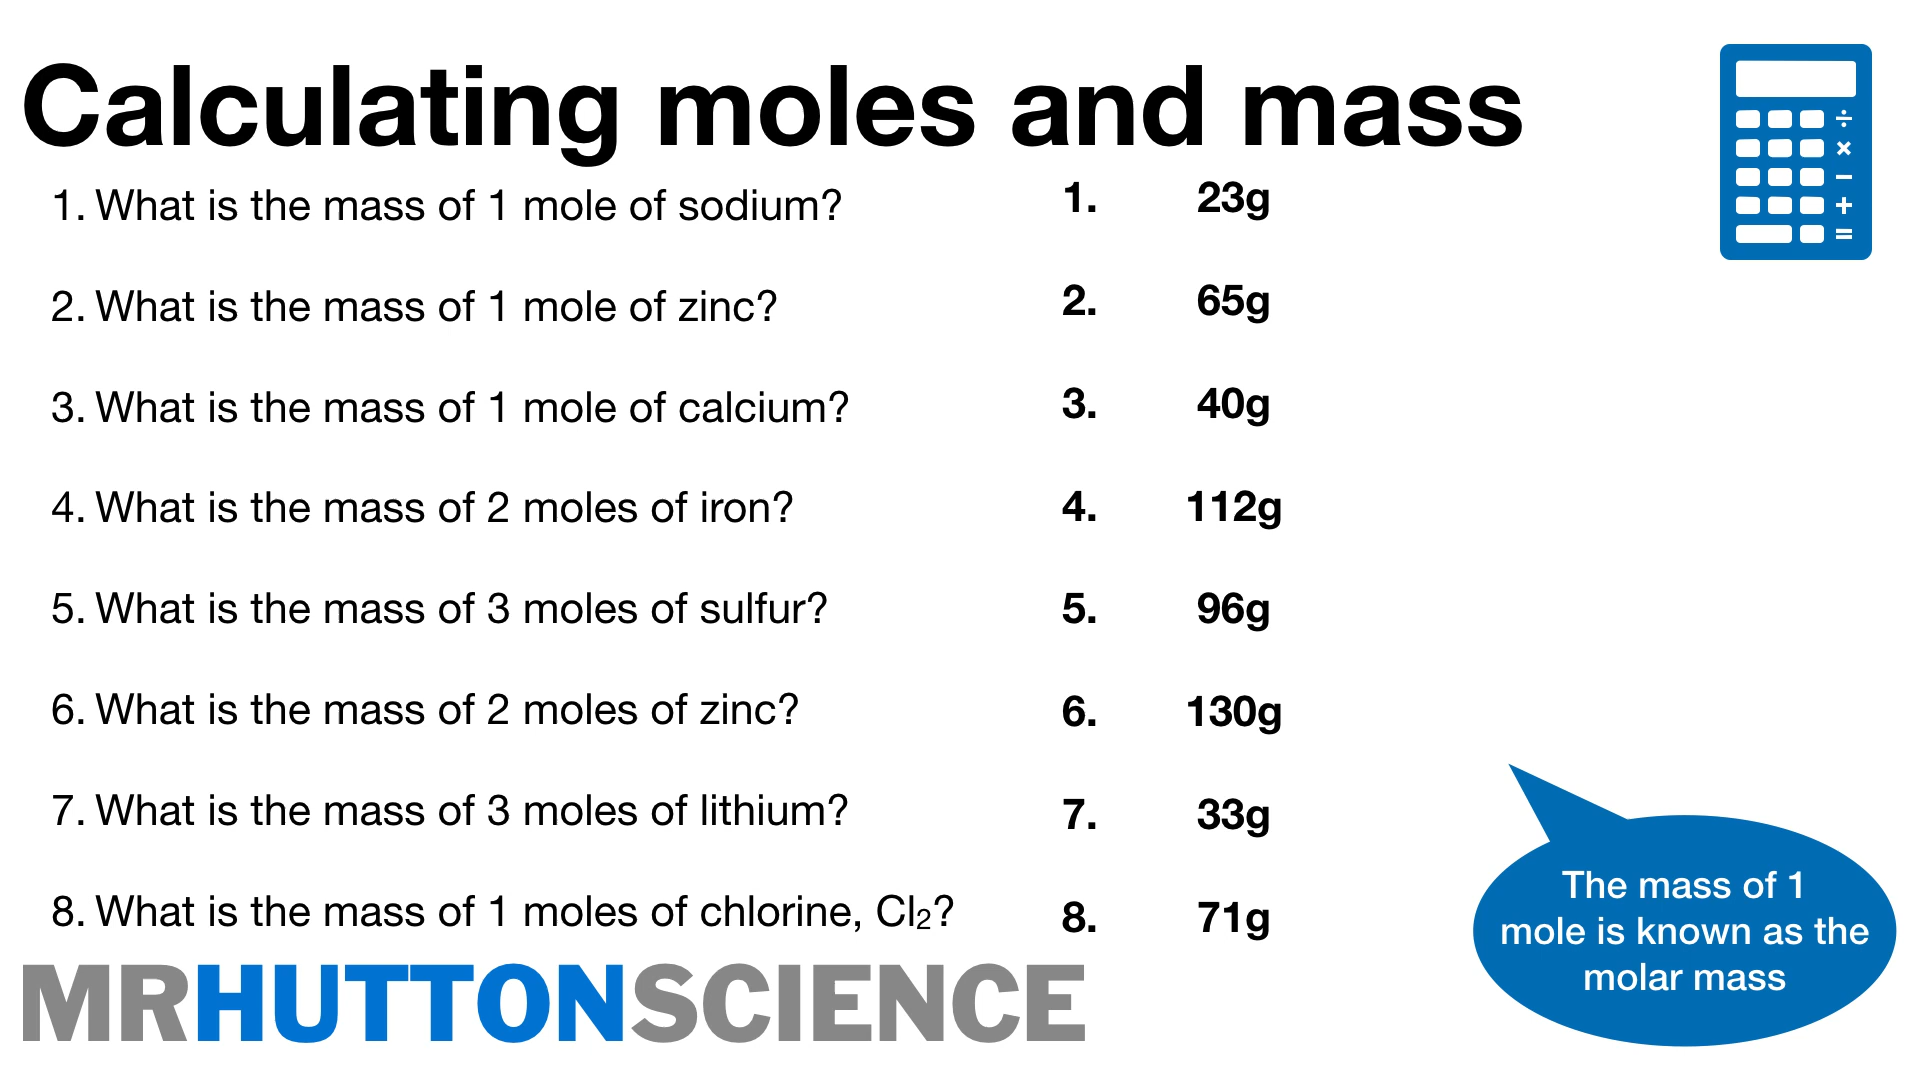 Calculating moles and mass
1. What is the mass of 1 mole of sodium?
1. 23g
2. What is the mass of 1 mole of zinc?
2. 65g
3. What is the mass of 1 mole of calcium?
3. 40g
4. What is the mass of 2 moles of iron?
4. 112g
5. What is the mass of 3 moles of sulfur?
5. 96g
6. What is the mass of 2 moles of zinc?
6. 130g
7. What is the mass of 3 moles of lithium?
7. 33g
8. What is the mass of 1 moles of chlorine, Cl₂?
8. 71g
÷
×
−
+
=
The mass of 1
mole is known as the
molar mass
MRHUTTONSCIENCE